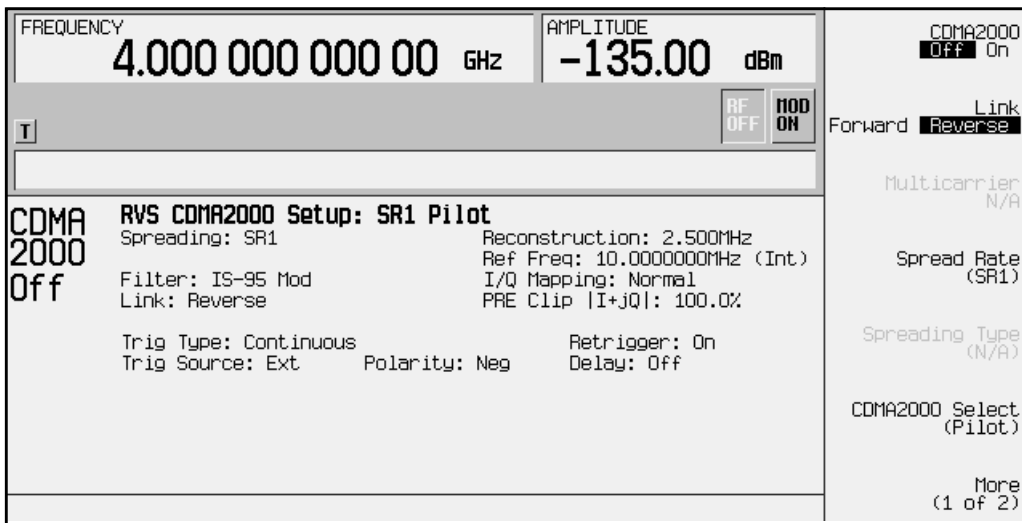 FREQUENCY
4.000 000 000 00 GHz
AMPLITUDE
-135.00 dBm
RF OFF
MOD ON
T
CDMA 2000 Off
RVS CDMA2000 Setup: SR1 Pilot
Spreading: SR1
Reconstruction: 2.500MHz
Ref Freq: 10.0000000MHz (Int)
Filter: IS-95 Mod
I/Q Mapping: Normal
Link: Reverse
PRE Clip |I+jQ|: 100.0%
Trig Type: Continuous
Retrigger: On
Trig Source: Ext
Polarity: Neg
Delay: Off
CDMA2000
Off On
Link
Forward Reverse
Multicarrier
N/A
Spread Rate
(SR1)
Spreading Type
(N/A)
CDMA2000 Select
(Pilot)
More
(1 of 2)